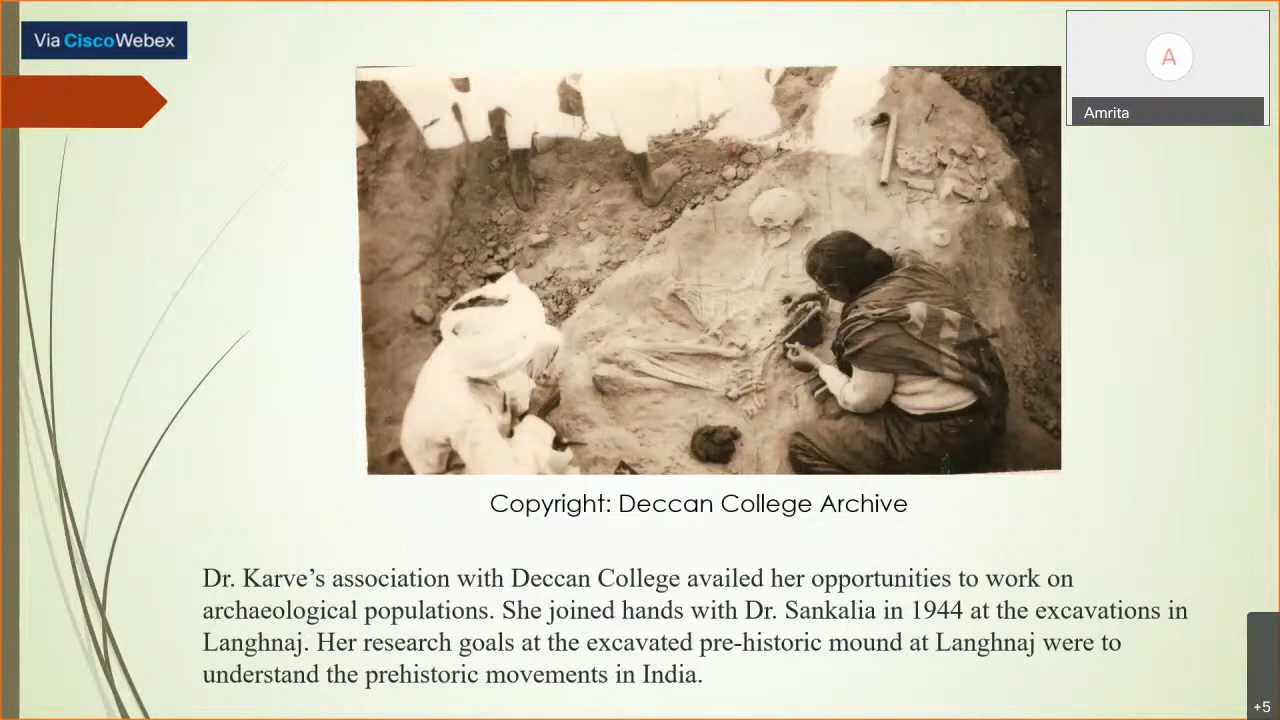 Via CiscoWebex
A
Amrita
Copyright: Deccan College Archive
Dr. Karve’s association with Deccan College availed her opportunities to work on
archaeological populations. She joined hands with Dr. Sankalia in 1944 at the excavations in
Langhnaj. Her research goals at the excavated pre-historic mound at Langhnaj were to
understand the prehistoric movements in India.
+5